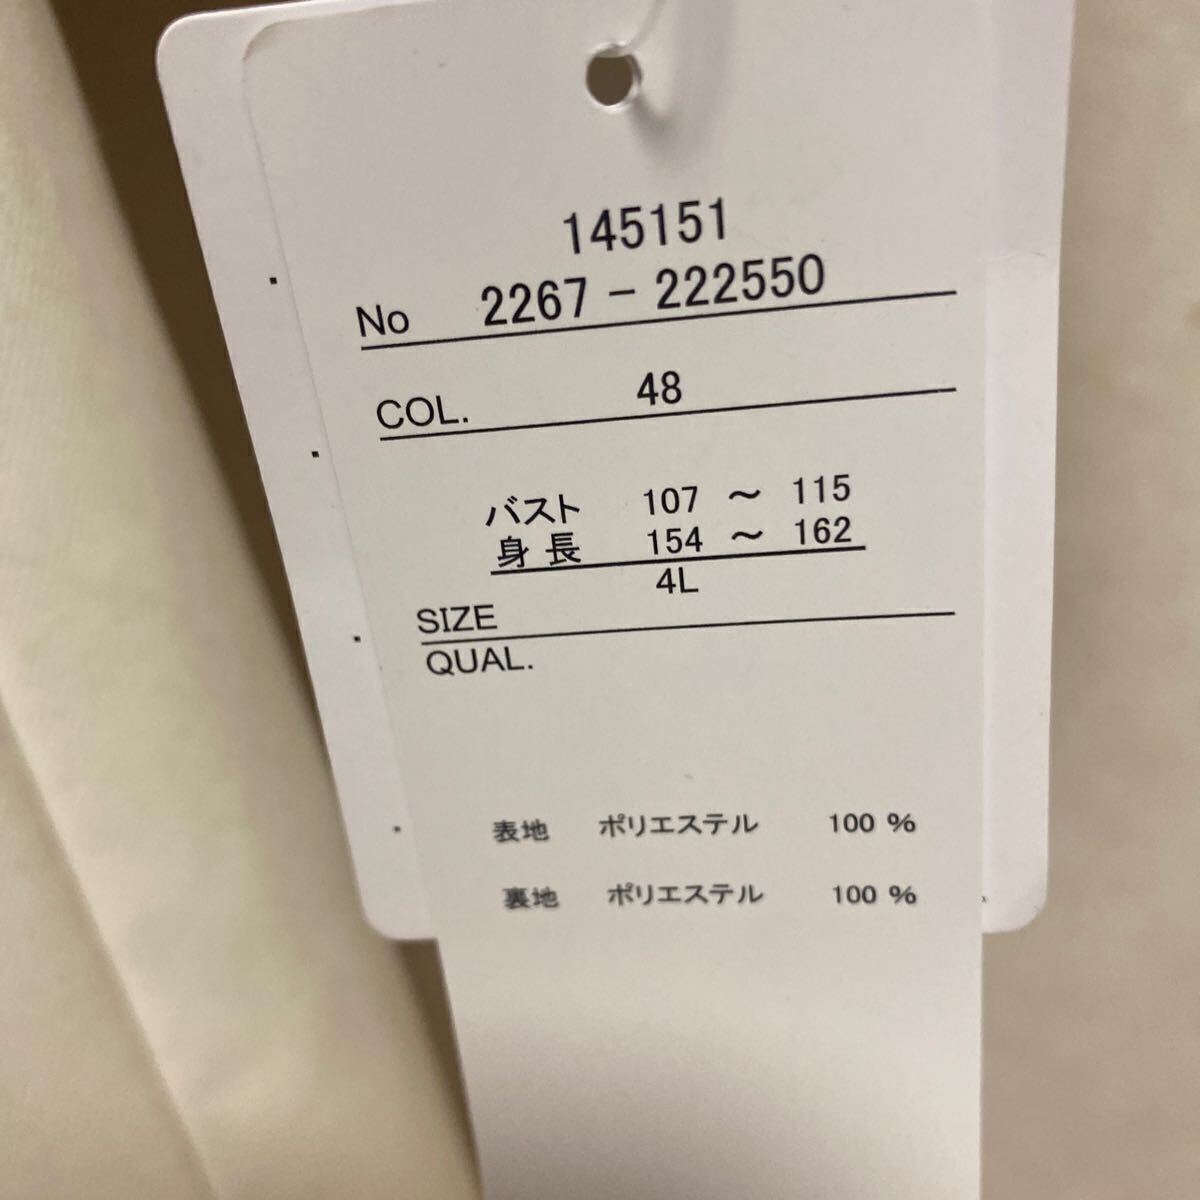 145151
No 2267-222550
COL. 48
バスト 107 ～ 115
身長 154 ～ 162
4L
SIZE
QUAL.
表地 ポリエステル 100 %
裏地 ポリエステル 100 %